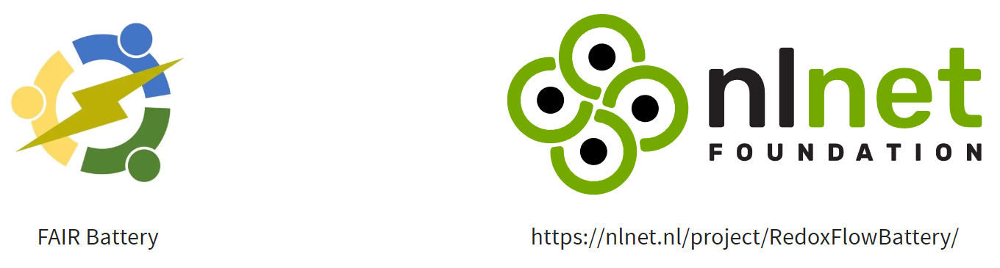 nlnet
FOUNDATION
FAIR Battery
https://nlnet.nl/project/RedoxFlowBattery/